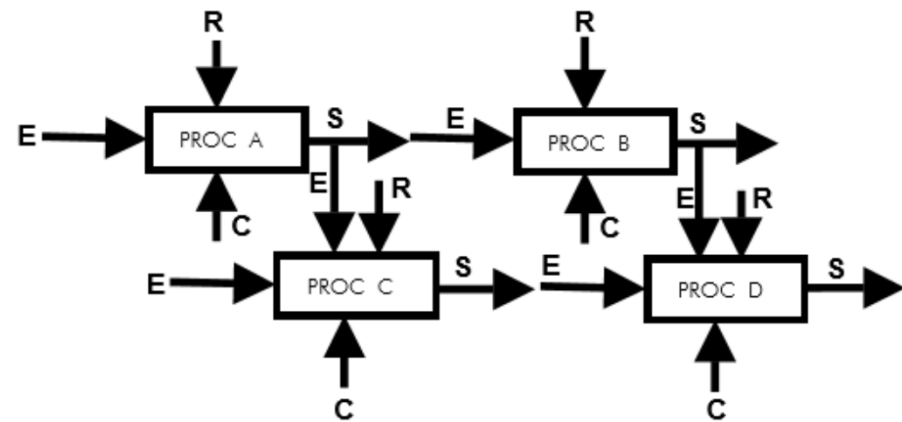 R R
E PROC A S E PROC B S
E R E R
C C
E PROC C S E PROC D S
C C